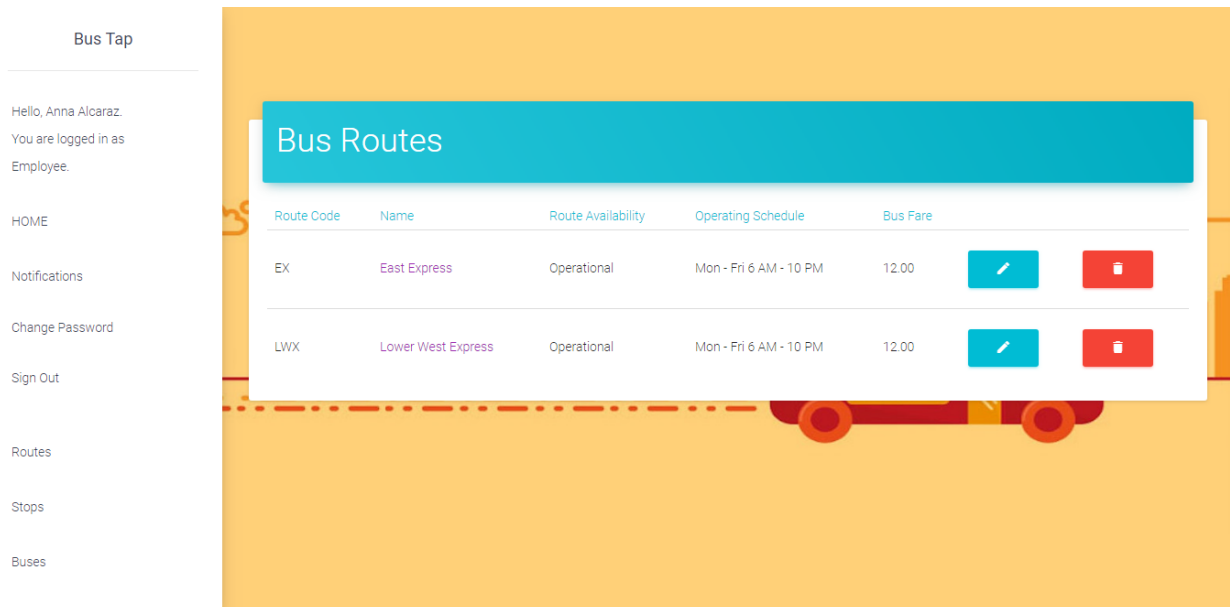 Bus Tap
Hello, Anna Alcaraz.
You are logged in as
Employee.
HOME
Notifications
Change Password
Sign Out
Routes
Stops
Buses
Bus Routes
Route Code Name Route Availability Operating Schedule Bus Fare
EX East Express Operational Mon - Fri 6 AM - 10 PM 12.00
LWX Lower West Express Operational Mon - Fri 6 AM - 10 PM 12.00